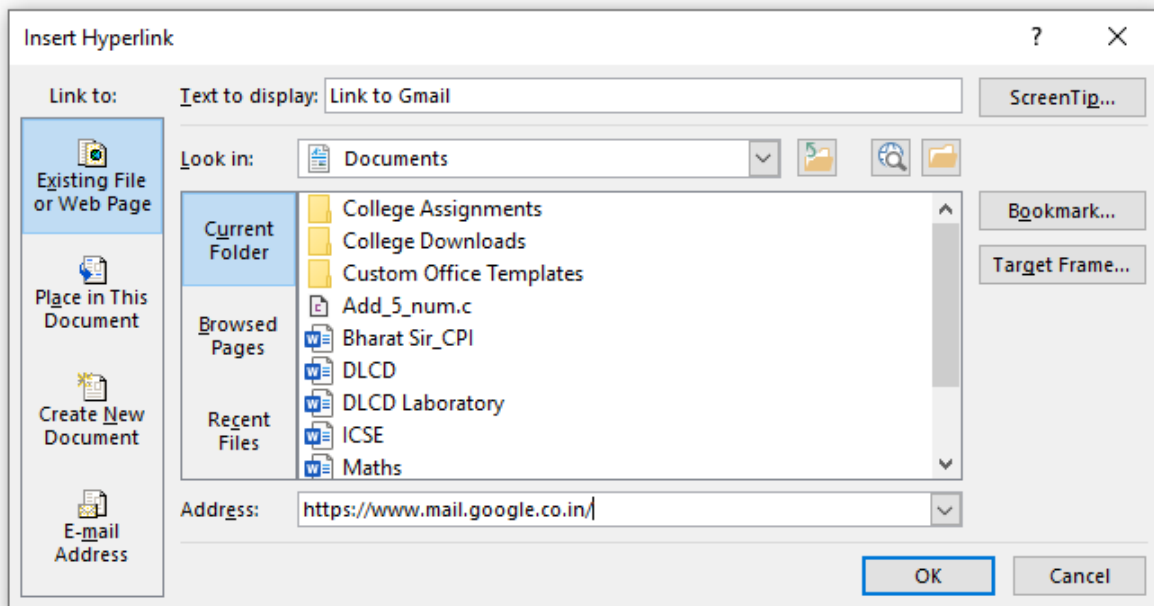 Insert Hyperlink
?
Link to:
Text to display: Link to Gmail
ScreenTip...
Existing File
or Web Page
Place in This
Document
Create New
Document
E-mail
Address
Look in: Documents
Current
Folder
Browsed
Pages
Recent
Files
College Assignments
College Downloads
Custom Office Templates
Add_5_num.c
Bharat Sir_CPI
DLCD
DLCD Laboratory
ICSE
Maths
Bookmark...
Target Frame...
Address: https://www.mail.google.co.in/
OK
Cancel